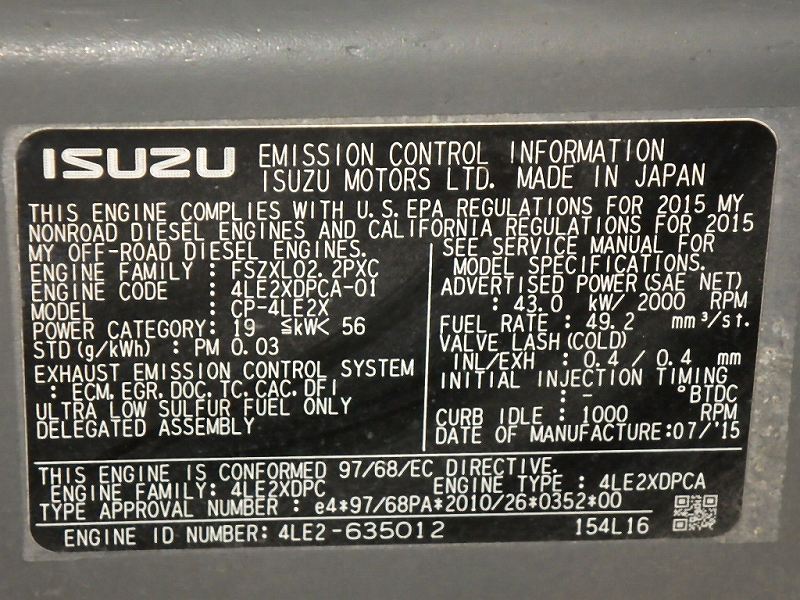 ISUZU EMISSION CONTROL INFORMATION
ISUZU MOTORS LTD. MADE IN JAPAN
THIS ENGINE COMPLIES WITH U.S.EPA REGULATIONS FOR 2015 MY
NONROAD DIESEL ENGINES AND CALIFORNIA REGULATIONS FOR 2015
MY OFF-ROAD DIESEL ENGINES.
ENGINE FAMILY : FSZXL02.2PXC
ENGINE CODE : 4LE2XDPCA-01
MODEL : CP-4LE2X
POWER CATEGORY: 19 ≦kW< 56
STD (g/kWh) : PM 0.03
EXHAUST EMISSION CONTROL SYSTEM
: ECM, EGR, DOC, TC, CAC, DFI
ULTRA LOW SULFUR FUEL ONLY
DELEGATED ASSEMBLY
SEE SERVICE MANUAL FOR
MODEL SPECIFICATIONS.
ADVERTISED POWER(SAE NET)
: 43.0 kW/ 2000 RPM
FUEL RATE : 49.2 mm³/st.
VALVE LASH(COLD)
INL/EXH : 0.4 / 0.4 mm
INITIAL INJECTION TIMING
: - °BTDC
CURB IDLE : 1000 RPM
DATE OF MANUFACTURE:07/'15
THIS ENGINE IS CONFORMED 97/68/EC DIRECTIVE.
ENGINE FAMILY: 4LE2XDPC ENGINE TYPE : 4LE2XDPCA
TYPE APPROVAL NUMBER : e4*97/68PA*2010/26*0352*00
ENGINE ID NUMBER: 4LE2-635012 154L16